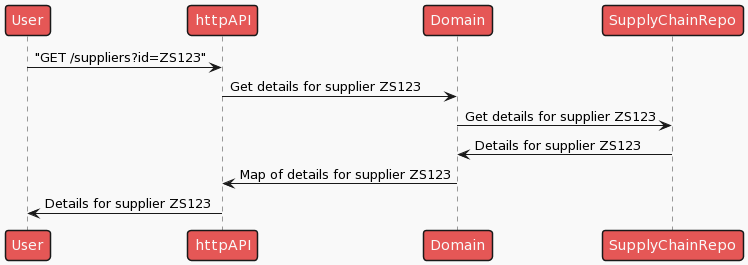 User httpAPI Domain SupplyChainRepo
"GET /suppliers?id=ZS123"
Get details for supplier ZS123
Get details for supplier ZS123
Details for supplier ZS123
Map of details for supplier ZS123
Details for supplier ZS123
User httpAPI Domain SupplyChainRepo